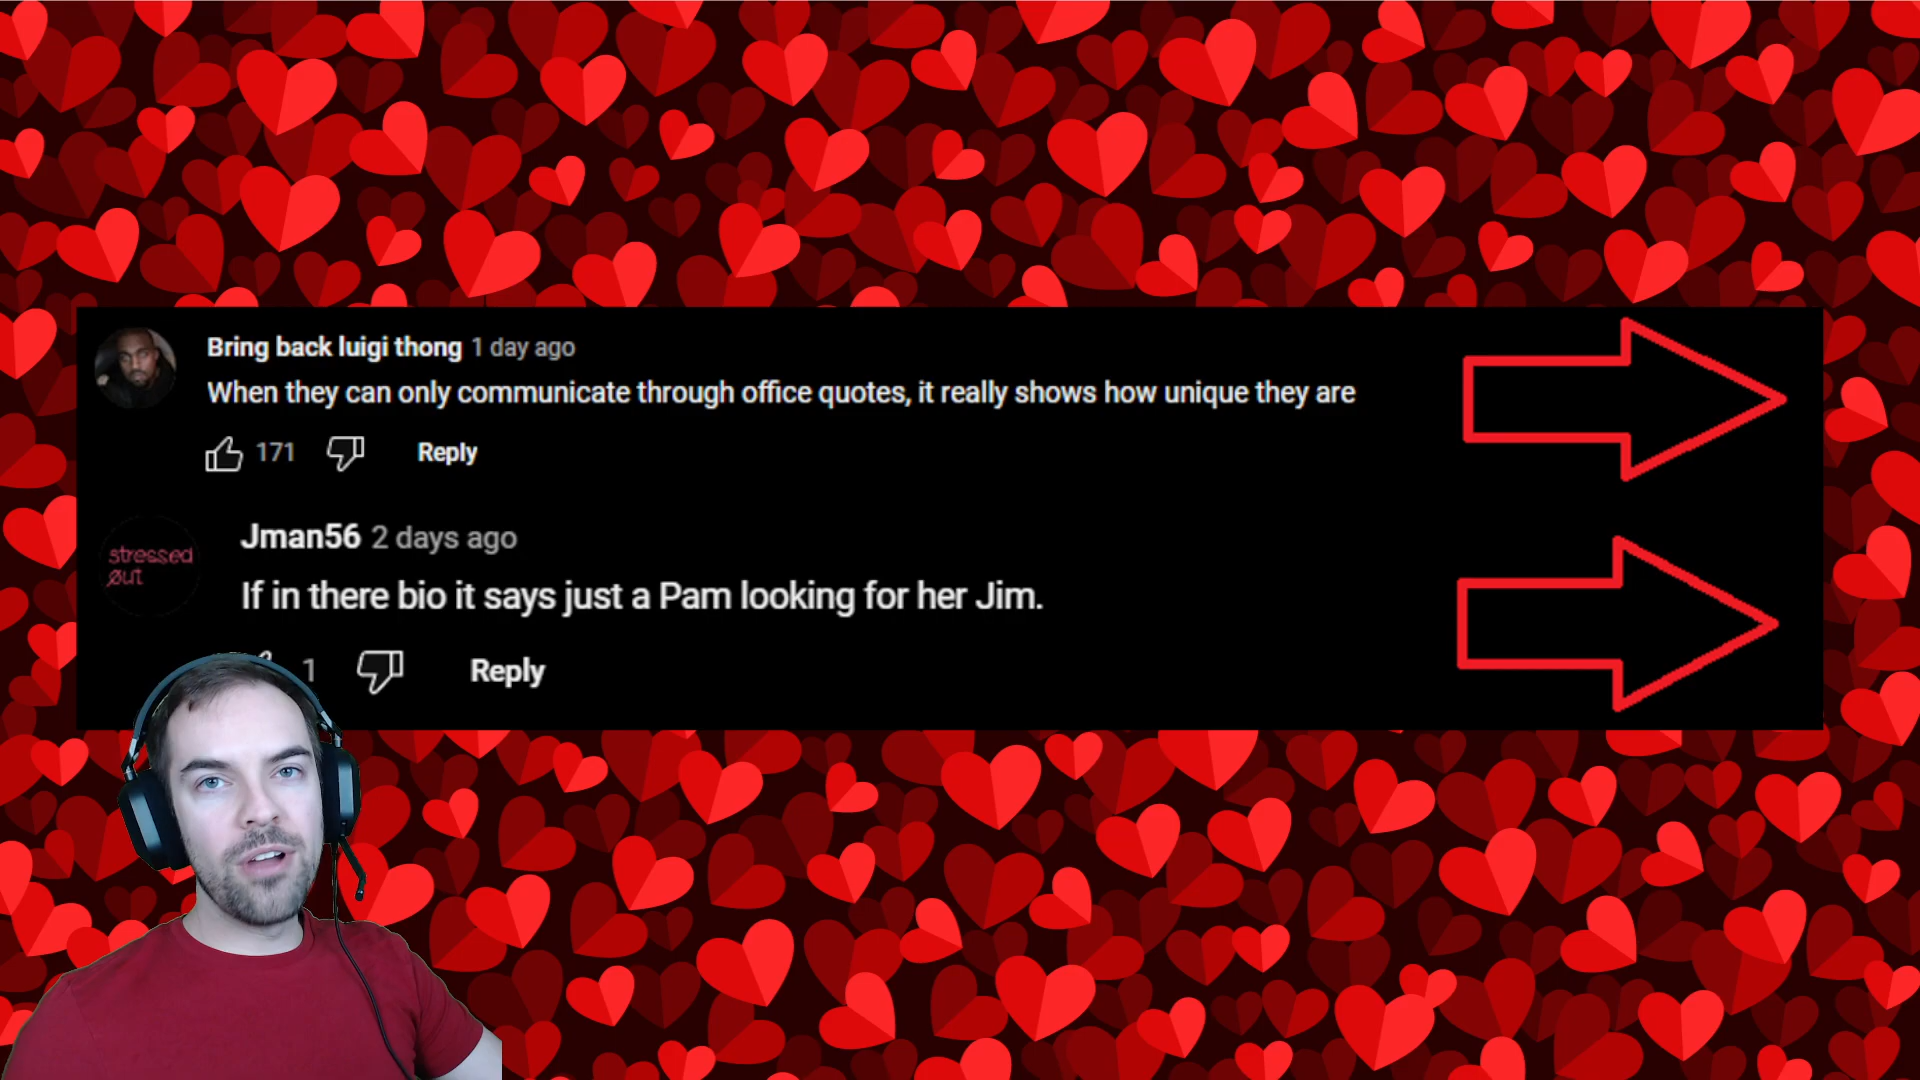 Bring back luigi thong 1 day ago
When they can only communicate through office quotes, it really shows how unique they are
171 Reply
stressed
øut
Jman56 2 days ago
If in there bio it says just a Pam looking for her Jim.
1 Reply